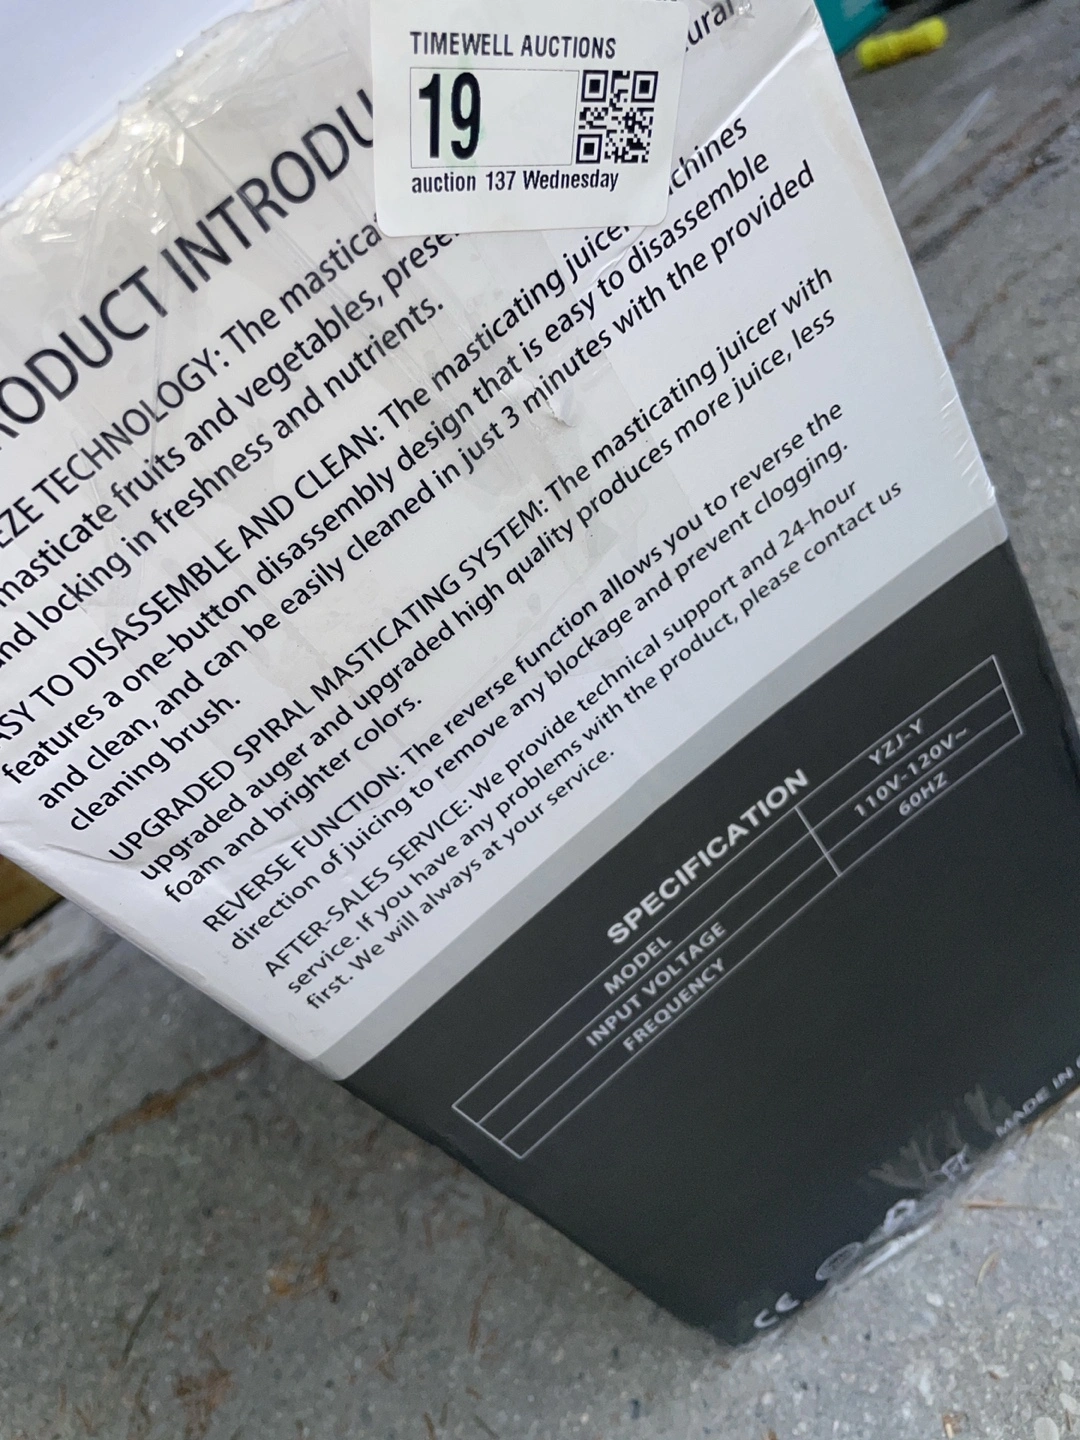 TIMEWELL AUCTIONS
19
auction 137 Wednesday
ural
RODUCT INTRODU
EZE TECHNOLOGY: The mastica
masticate fruits and vegetables, prese
nd locking in freshness and nutrients.
ASY TO DISASSEMBLE AND CLEAN: The masticating juicer chines
features a one-button disassembly design that is easy to disassemble
and clean, and can be easily cleaned in just 3 minutes with the provided
cleaning brush.
UPGRADED SPIRAL MASTICATING SYSTEM: The masticating juicer with
upgraded auger and upgraded high quality produces more juice, less
foam and brighter colors.
REVERSE FUNCTION: The reverse function allows you to reverse the
direction of juicing to remove any blockage and prevent clogging.
AFTER-SALES SERVICE: We provide technical support and 24-hour
service. If you have any problems with the product, please contact us
first. We will always at your service.
SPECIFICATION
MODEL YZJ-Y
INPUT VOLTAGE 110V-120V~
FREQUENCY 60HZ
CE
MADE IN